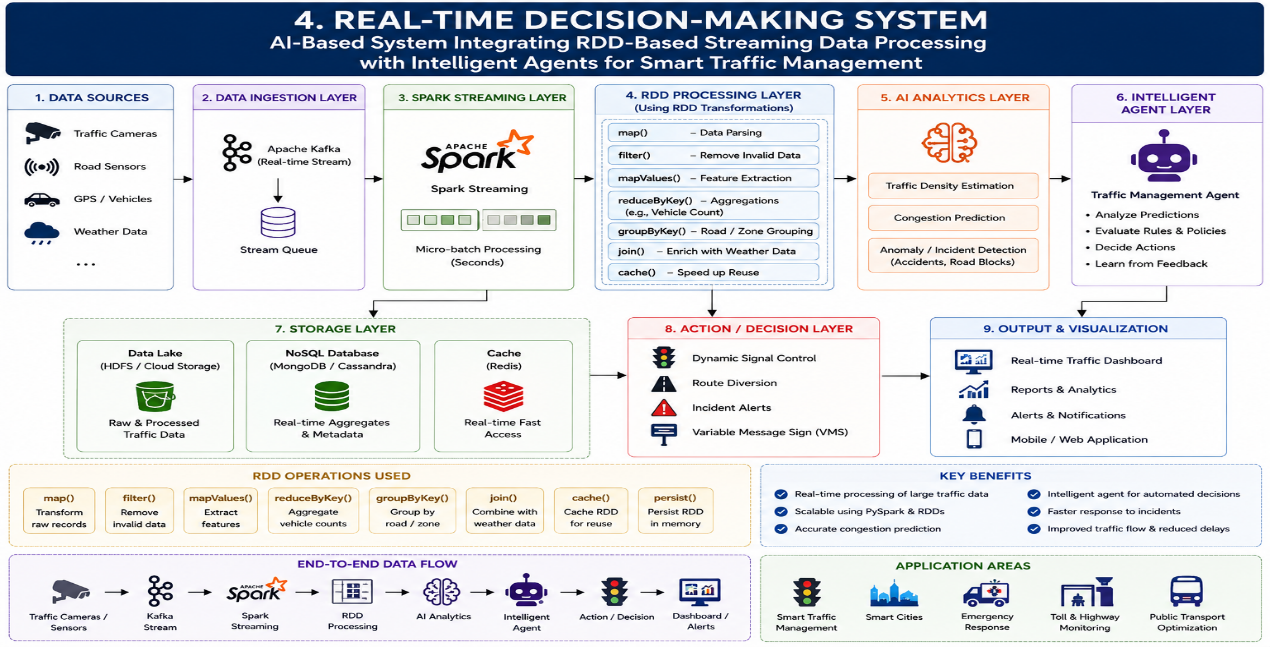 4. REAL-TIME DECISION-MAKING SYSTEM
AI-Based System Integrating RDD-Based Streaming Data Processing
with Intelligent Agents for Smart Traffic Management
1. DATA SOURCES
Traffic Cameras
Road Sensors
GPS / Vehicles
Weather Data
...
2. DATA INGESTION LAYER
Apache Kafka
(Real-time Stream)
Stream Queue
3. SPARK STREAMING LAYER
APACHE
Spark
Spark Streaming
Micro-batch Processing
(Seconds)
4. RDD PROCESSING LAYER
(Using RDD Transformations)
map() – Data Parsing
filter() – Remove Invalid Data
mapValues() – Feature Extraction
reduceByKey() – Aggregations
(e.g., Vehicle Count)
groupByKey() – Road / Zone Grouping
join() – Enrich with Weather Data
cache() – Speed up Reuse
5. AI ANALYTICS LAYER
Traffic Density Estimation
Congestion Prediction
Anomaly / Incident Detection
(Accidents, Road Blocks)
6. INTELLIGENT
AGENT LAYER
Traffic Management Agent
• Analyze Predictions
• Evaluate Rules & Policies
• Decide Actions
• Learn from Feedback
7. STORAGE LAYER
Data Lake
(HDFS / Cloud Storage)
Raw & Processed
Traffic Data
NoSQL Database
(MongoDB / Cassandra)
Real-time Aggregates
& Metadata
Cache
(Redis)
Real-time Fast
Access
8. ACTION / DECISION LAYER
Dynamic Signal Control
Route Diversion
Incident Alerts
Variable Message Sign (VMS)
9. OUTPUT & VISUALIZATION
Real-time Traffic Dashboard
Reports & Analytics
Alerts & Notifications
Mobile / Web Application
RDD OPERATIONS USED
map()
Transform
raw records
filter()
Remove
invalid data
mapValues()
Extract
features
reduceByKey()
Aggregate
vehicle counts
groupByKey()
Group by
road / zone
join()
Combine with
weather data
cache()
Cache RDD
for reuse
persist()
Persist RDD
in memory
KEY BENEFITS
Real-time processing of large traffic data
Scalable using PySpark & RDDs
Accurate congestion prediction
Intelligent agent for automated decisions
Faster response to incidents
Improved traffic flow & reduced delays
END-TO-END DATA FLOW
Traffic Cameras /
Sensors
Kafka
Stream
APACHE
Spark
Spark
Streaming
RDD
Processing
AI Analytics
Intelligent
Agent
Action / Decision
Dashboard /
Alerts
APPLICATION AREAS
Smart Traffic
Management
Smart Cities
Emergency
Response
Toll & Highway
Monitoring
Public Transport
Optimization